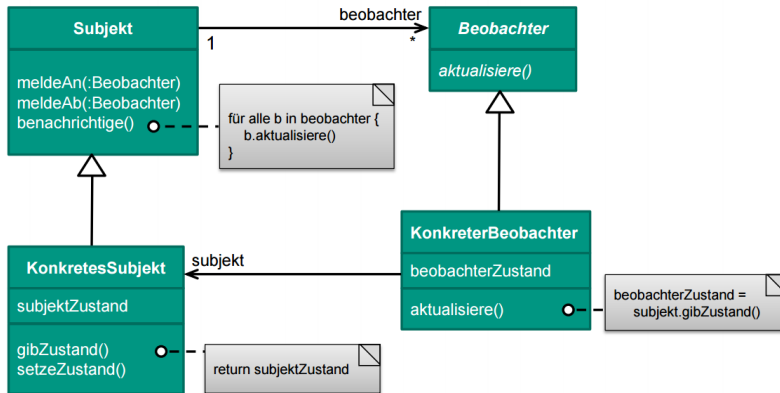 Subjekt
meldeAn(:Beobachter)
meldeAb(:Beobachter)
benachrichtige()
beobachter
1
*
Beobachter
aktualisiere()
für alle b in beobachter {
b.aktualisiere()
}
KonkretesSubjekt
subjektZustand
gibZustand()
setzeZustand()
subjekt
return subjektZustand
KonkreterBeobachter
beobachterZustand
aktualisiere()
beobachterZustand =
subjekt.gibZustand()